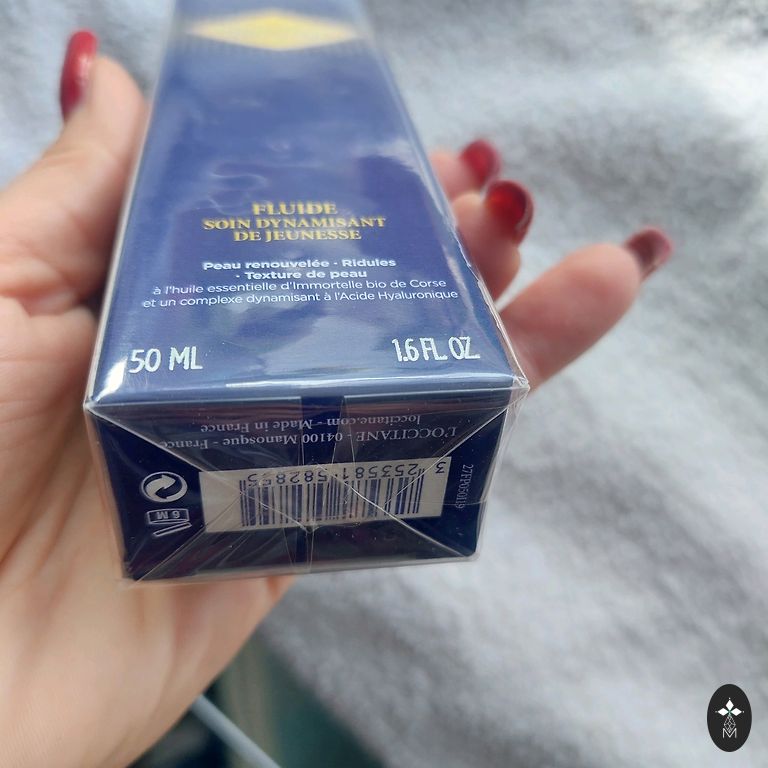 FLUIDE
SOIN DYNAMISANT
DE JEUNESSE
Peau renouvelée · Ridules
· Texture de peau
à l'huile essentielle d'Immortelle bio de Corse
et un complexe dynamisant à l'Acide Hyaluronique
50 ML 1.6 FL OZ
L'OCCITANE - 04100 Manosque - France -
loccitane.com - Made in France
3 253581 582855
27FP050I19
6 M
M